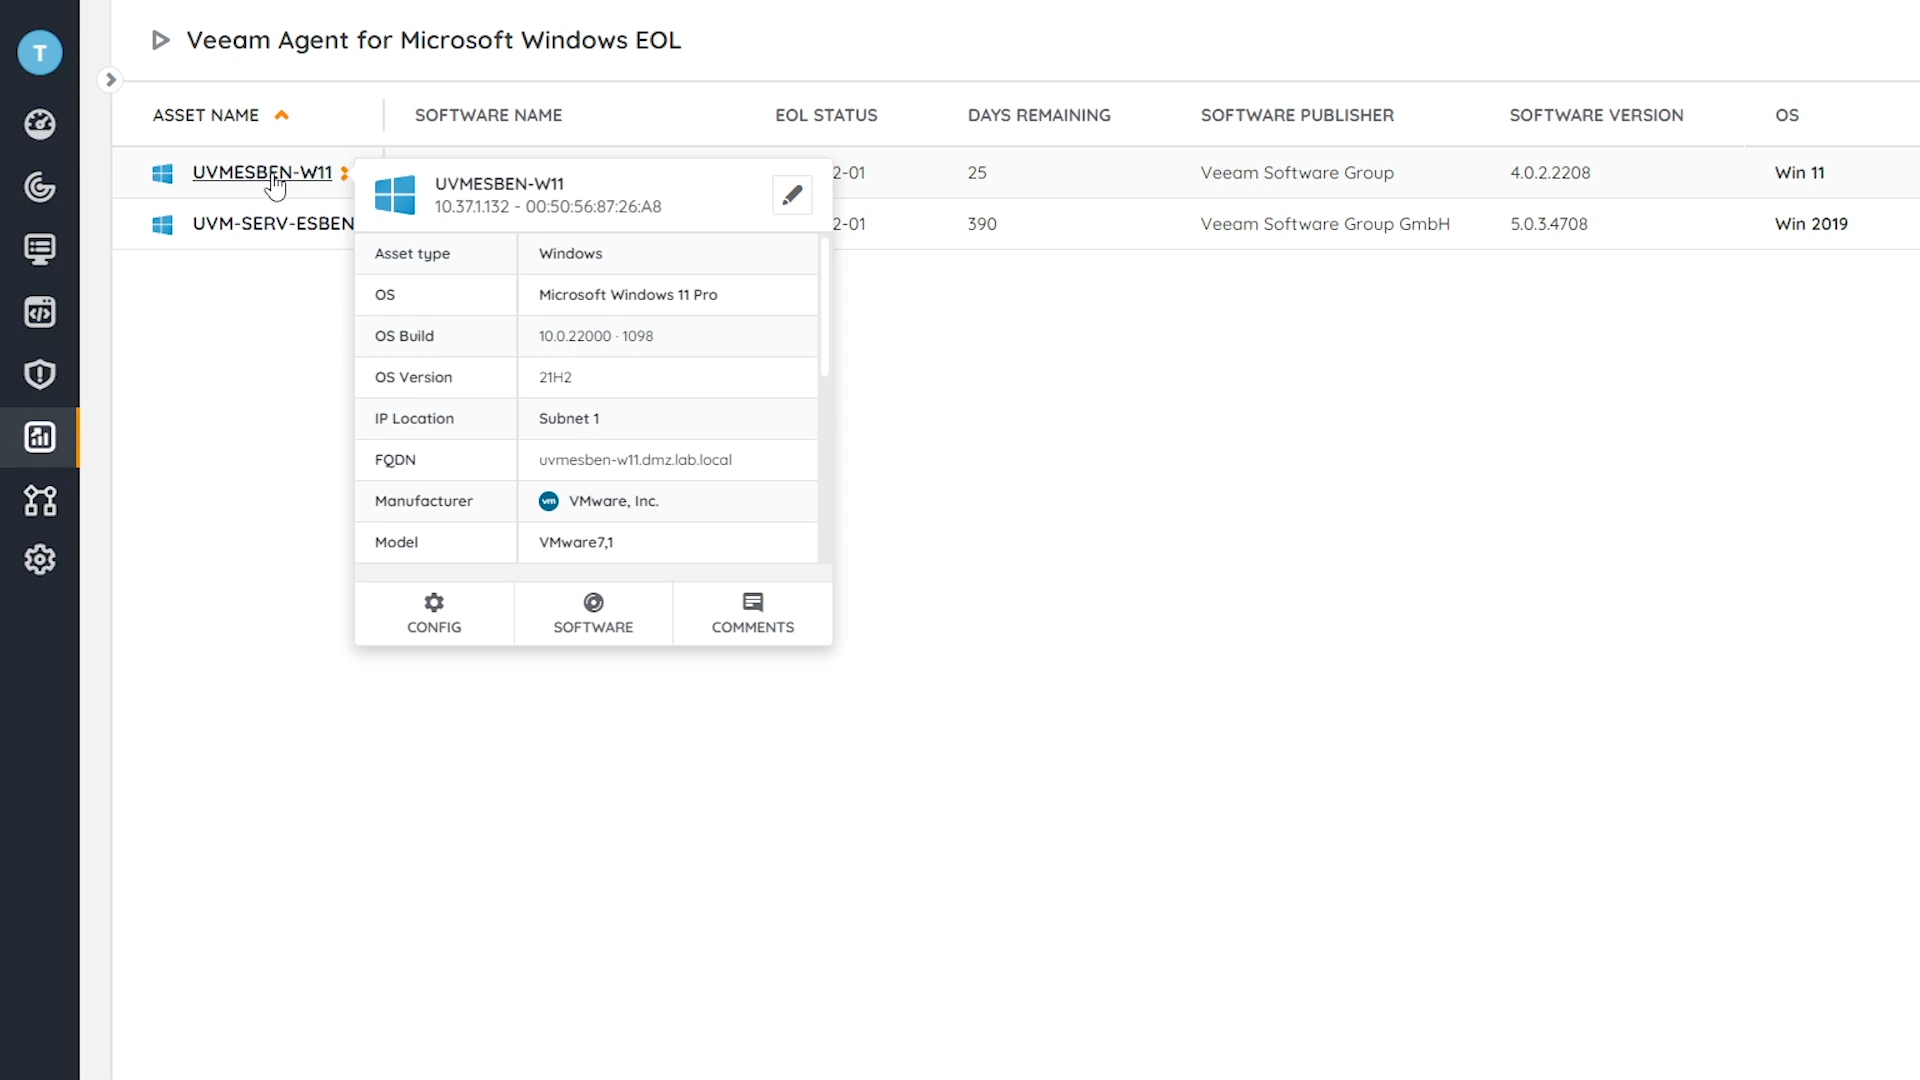 T
Veeam Agent for Microsoft Windows EOL
ASSET NAME SOFTWARE NAME EOL STATUS DAYS REMAINING SOFTWARE PUBLISHER SOFTWARE VERSION OS
UVMESBEN-W11 2-01 25 Veeam Software Group 4.0.2.2208 Win 11
UVM-SERV-ESBEN 2-01 390 Veeam Software Group GmbH 5.0.3.4708 Win 2019
UVMESBEN-W11
10.37.1.132 - 00:50:56:87:26:A8
Asset type Windows
OS Microsoft Windows 11 Pro
OS Build 10.0.22000 · 1098
OS Version 21H2
IP Location Subnet 1
FQDN uvmesben-w11.dmz.lab.local
Manufacturer vm VMware, Inc.
Model VMware7,1
CONFIG SOFTWARE COMMENTS